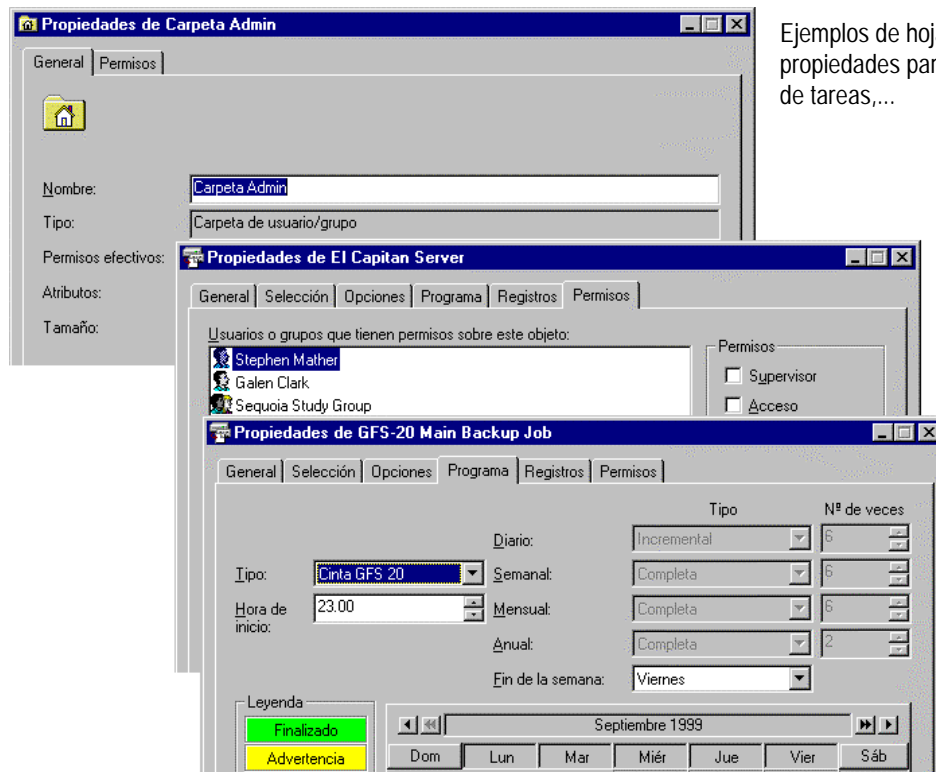 Propiedades de Carpeta Admin
Ejemplos de
propiedades
de tareas,...
General Permisos
Nombre: Carpeta Admin
Tipo: Carpeta de usuario/grupo
Permisos efectivos:
Atributos:
Tamaño:
Propiedades de El Capitan Server
General Selección Opciones Programa Registros Permisos
Usuarios o grupos que tienen permisos sobre este objeto:
Stephen Mather
Galen Clark
Sequoia Study Group
Permisos
Supervisor
Acceso
Propiedades de GFS-20 Main Backup Job
General Selección Opciones Programa Registros Permisos
Tipo Nº de veces
Diario: Incremental 6
Tipo: Cinta GFS 20 Semanal: Completa 6
Hora de inicio: 23.00 Mensual: Completa 6
Anual: Completa 2
Fin de la semana: Viernes
Leyenda
Finalizado
Advertencia
Septiembre 1999
Dom Lun Mar Miér Jue Vier Sáb